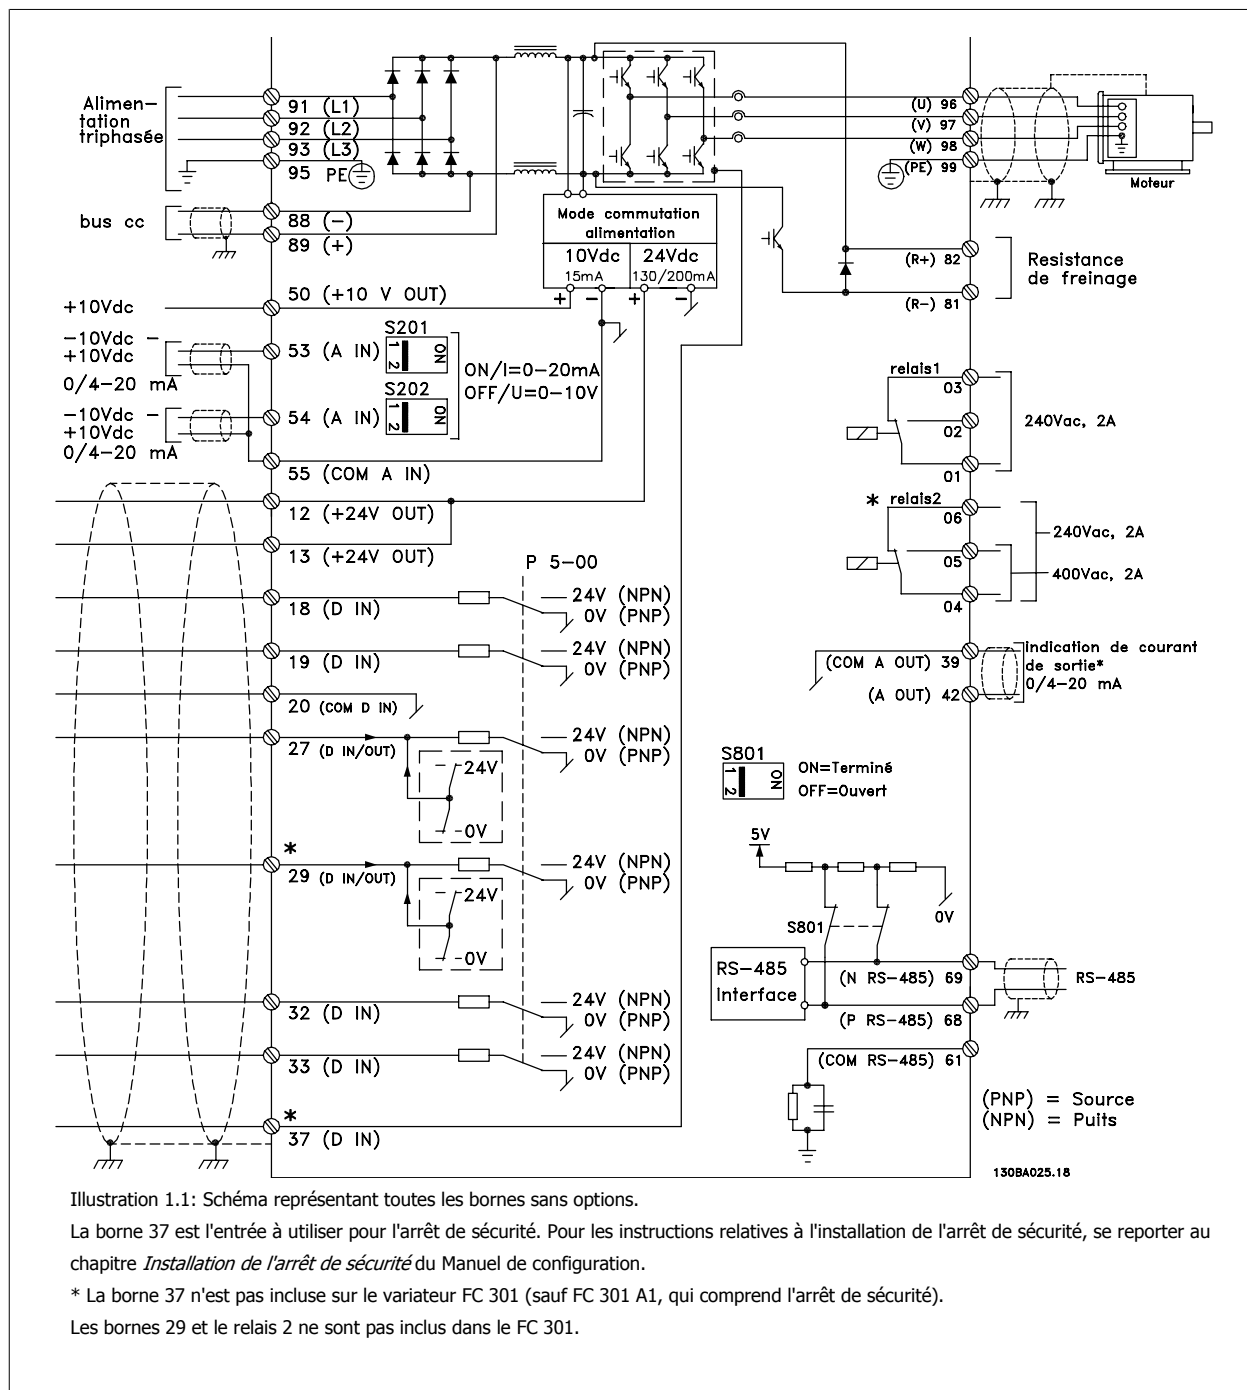 Alimen-
tation
triphasée
91 (L1)
92 (L2)
93 (L3)
95 PE
bus cc
88 (−)
89 (+)
Mode commutation
alimentation
10Vdc
15mA
24Vdc
130/200mA
+ − + −
(U) 96
(V) 97
(W) 98
(PE) 99
Moteur
(R+) 82
(R−) 81
Resistance
de freinage
+10Vdc
50 (+10 V OUT)
−10Vdc −
+10Vdc
0/4−20 mA
53 (A IN)
S201
1 2
ON
ON/I=0−20mA
OFF/U=0−10V
−10Vdc −
+10Vdc
0/4−20 mA
54 (A IN)
S202
1 2
ON
55 (COM A IN)
12 (+24V OUT)
13 (+24V OUT)
P 5-00
18 (D IN)
24V (NPN)
0V (PNP)
19 (D IN)
24V (NPN)
0V (PNP)
20 (COM D IN)
27 (D IN/OUT)
24V (NPN)
0V (PNP)
24V
0V
*
29 (D IN/OUT)
24V (NPN)
0V (PNP)
24V
0V
32 (D IN)
24V (NPN)
0V (PNP)
33 (D IN)
24V (NPN)
0V (PNP)
*
37 (D IN)
relais1
03
02
01
240Vac, 2A
* relais2
06
05
04
240Vac, 2A
400Vac, 2A
(COM A OUT) 39
(A OUT) 42
indication de courant
de sortie*
0/4−20 mA
S801
1 2
ON
ON=Terminé
OFF=Ouvert
5V
S801
0V
RS-485
Interface
(N RS-485) 69
(P RS-485) 68
RS-485
(COM RS-485) 61
(PNP) = Source
(NPN) = Puits
130BA025.18
Illustration 1.1: Schéma représentant toutes les bornes sans options.
La borne 37 est l'entrée à utiliser pour l'arrêt de sécurité. Pour les instructions relatives à l'installation de l'arrêt de sécurité, se reporter au
chapitre Installation de l'arrêt de sécurité du Manuel de configuration.
* La borne 37 n'est pas incluse sur le variateur FC 301 (sauf FC 301 A1, qui comprend l'arrêt de sécurité).
Les bornes 29 et le relais 2 ne sont pas inclus dans le FC 301.